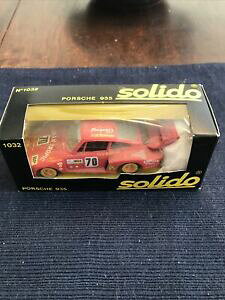 N°1032
PORSCHE 935
solido
70
1032
PORSCHE 935
solido